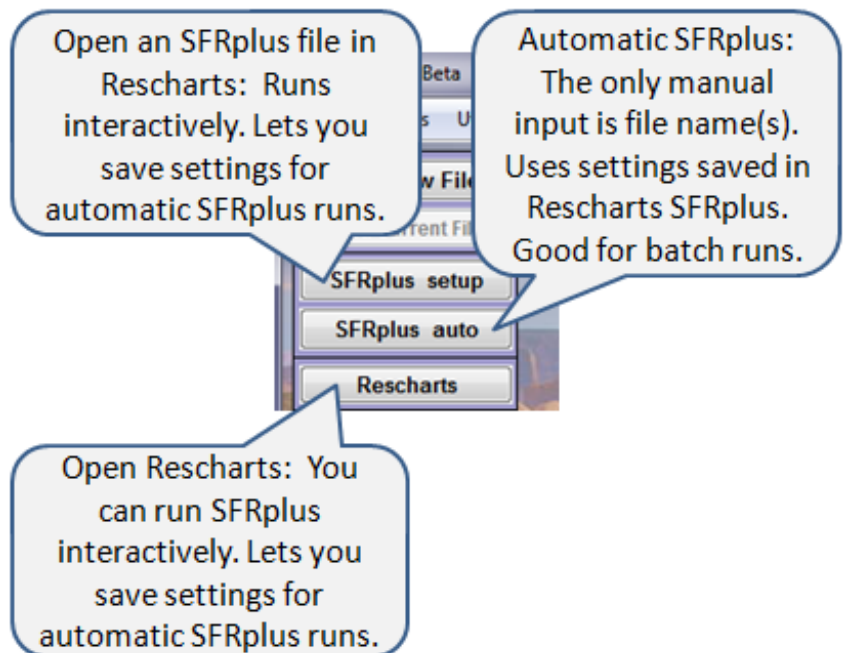 Open an SFRplus file in
Rescharts: Runs
interactively. Lets you
save settings for
automatic SFRplus runs.
Automatic SFRplus:
The only manual
input is file name(s).
Uses settings saved in
Rescharts SFRplus.
Good for batch runs.
Beta
SFRplus setup
SFRplus auto
Rescharts
Open Rescharts: You
can run SFRplus
interactively. Lets you
save settings for
automatic SFRplus runs.